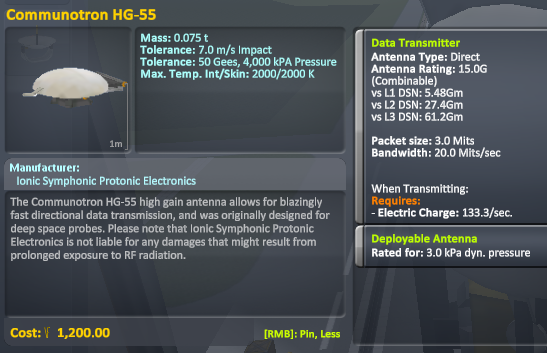 Communotron HG-55
Mass: 0.075 t
Tolerance: 7.0 m/s Impact
Tolerance: 50 Gees, 4,000 kPA Pressure
Max. Temp. Int/Skin: 2000/2000 K
1m
Manufacturer:
Ionic Symphonic Protonic Electronics
The Communotron HG-55 high gain antenna allows for blazingly
fast directional data transmission, and was originally designed for
deep space probes. Please note that Ionic Symphonic Protonic
Electronics is not liable for any damages that might result from
prolonged exposure to RF radiation.
Cost: 1,200.00
[RMB]: Pin, Less
Data Transmitter
Antenna Type: Direct
Antenna Rating: 15.0G
(Combinable)
vs L1 DSN: 5.48Gm
vs L2 DSN: 27.4Gm
vs L3 DSN: 61.2Gm
Packet size: 3.0 Mits
Bandwidth: 20.0 Mits/sec
When Transmitting:
Requires:
- Electric Charge: 133.3/sec.
Deployable Antenna
Rated for: 3.0 kPa dyn. pressure